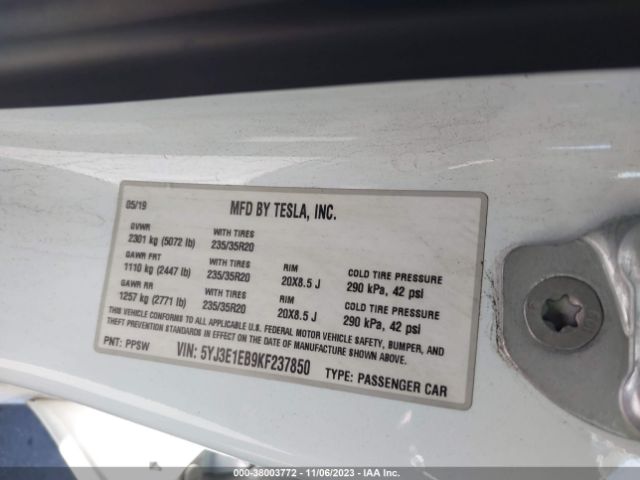 05/19 MFD BY TESLA, INC.
GVWR WITH TIRES
2301 kg (5072 lb) 235/35R20
GAWR FRT WITH TIRES RIM COLD TIRE PRESSURE
1110 kg (2447 lb) 235/35R20 20X8.5 J 290 kPa, 42 psi
GAWR RR WITH TIRES RIM COLD TIRE PRESSURE
1257 kg (2771 lb) 235/35R20 20X8.5 J 290 kPa, 42 psi
THIS VEHICLE CONFORMS TO ALL APPLICABLE U.S. FEDERAL MOTOR VEHICLE SAFETY, BUMPER, AND
THEFT PREVENTION STANDARDS IN EFFECT ON THE DATE OF MANUFACTURE SHOWN ABOVE.
PNT: PPSW VIN: 5YJ3E1EB9KF237850 TYPE: PASSENGER CAR
000-38003772 - 11/06/2023 - IAA Inc.